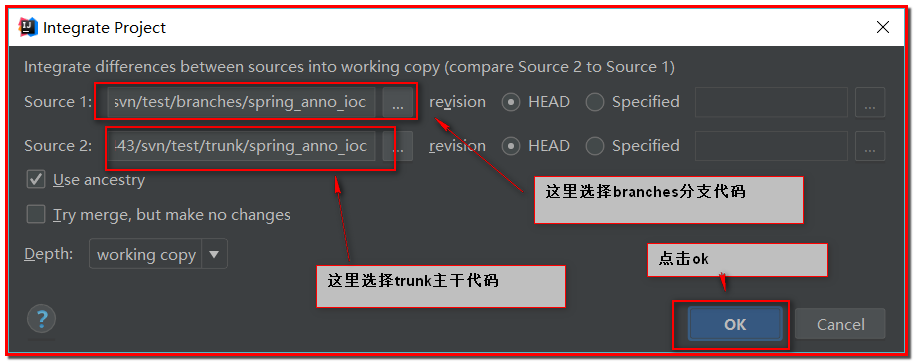 Integrate Project
Integrate differences between sources into working copy (compare Source 2 to Source 1)
Source 1: svn/test/branches/spring_anno_ioc ... revision HEAD Specified ...
Source 2: 43/svn/test/trunk/spring_anno_ioc ... revision HEAD Specified ...
Use ancestry
这里选择branches分支代码
Try merge, but make no changes
Depth: working copy
点击ok
这里选择trunk主干代码
? OK Cancel